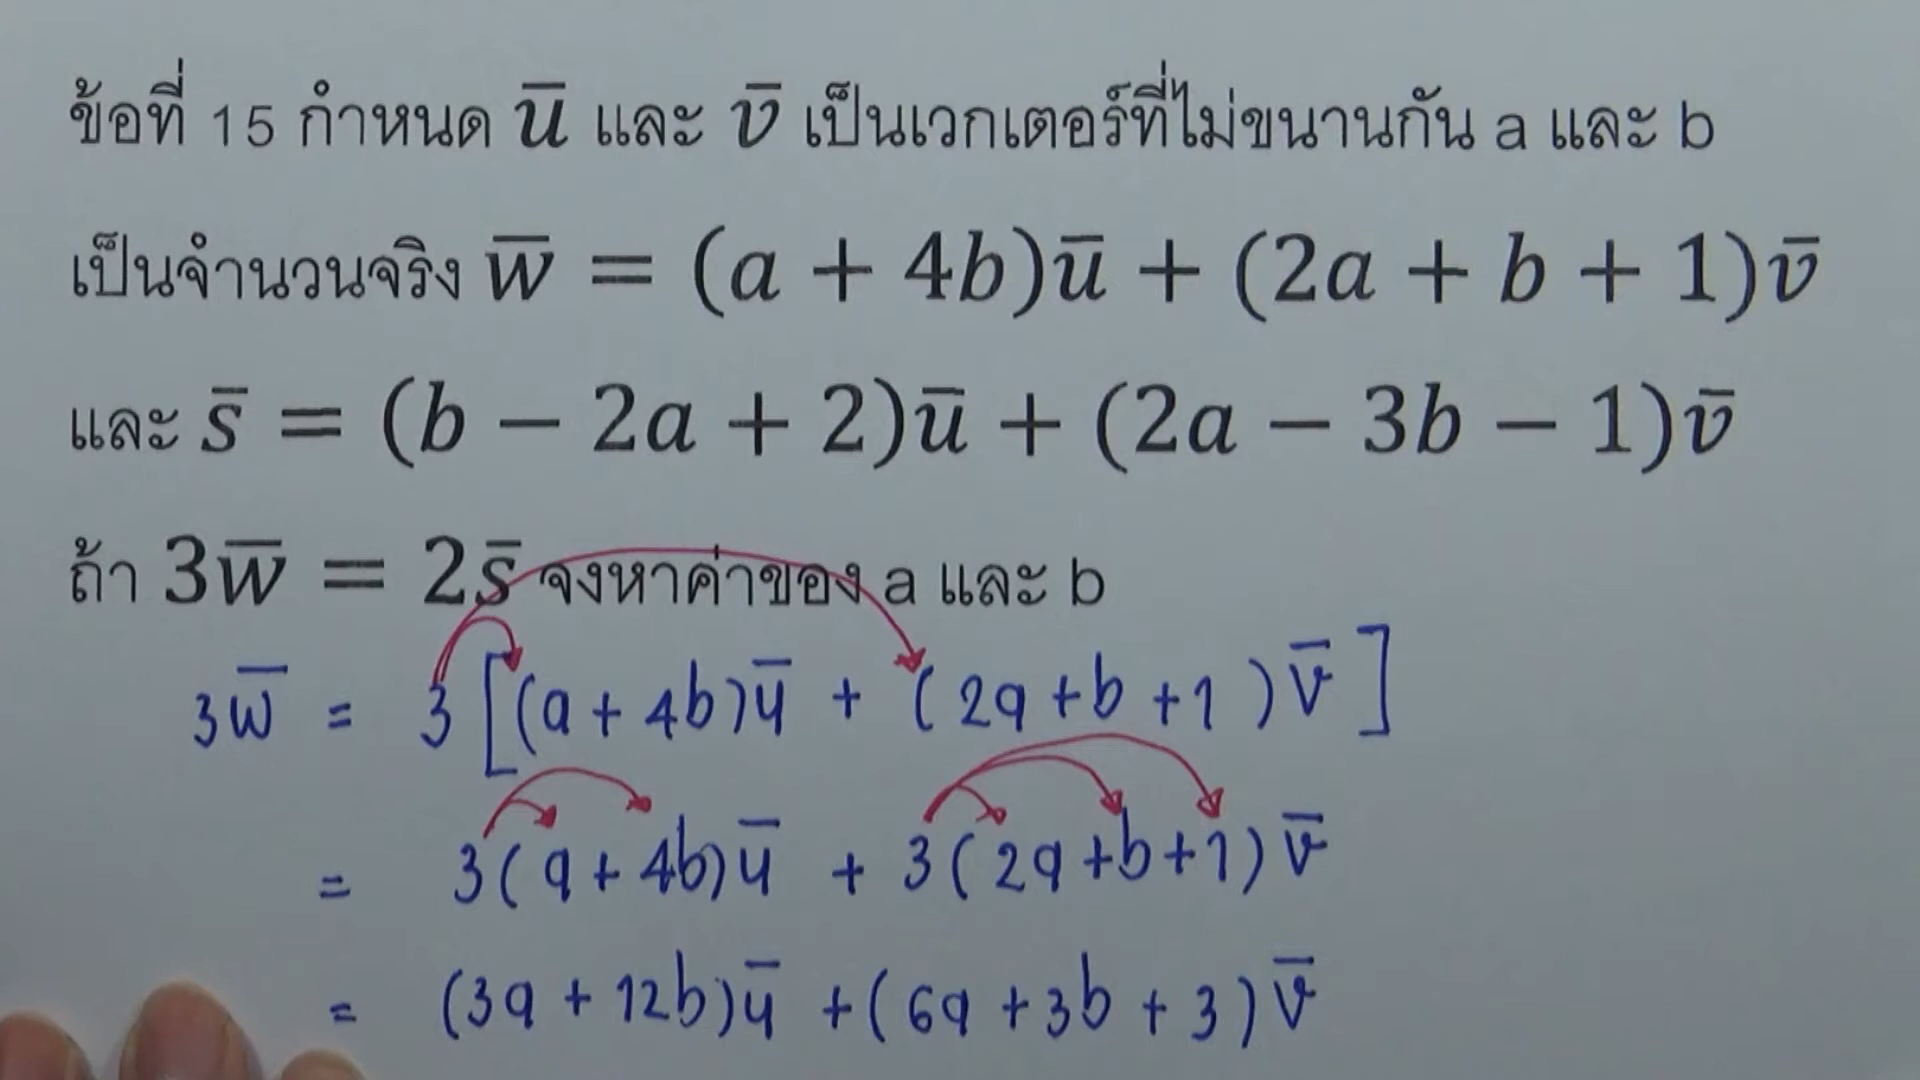 ข้อที่ 15 กำหนด ū และ v̄ เป็นเวกเตอร์ที่ไม่ขนานกัน a และ b
เป็นจำนวนจริง w̄ = (a + 4b)ū + (2a + b + 1)v̄
และ s̄ = (b − 2a + 2)ū + (2a − 3b − 1)v̄
ถ้า 3w̄ = 2s̄ จงหาค่าของ a และ b
3w̄ = 3[(a + 4b)ū + (2a + b + 1)v̄]
= 3(a + 4b)ū + 3(2a + b + 1)v̄
= (3a + 12b)ū + (6a + 3b + 3)v̄